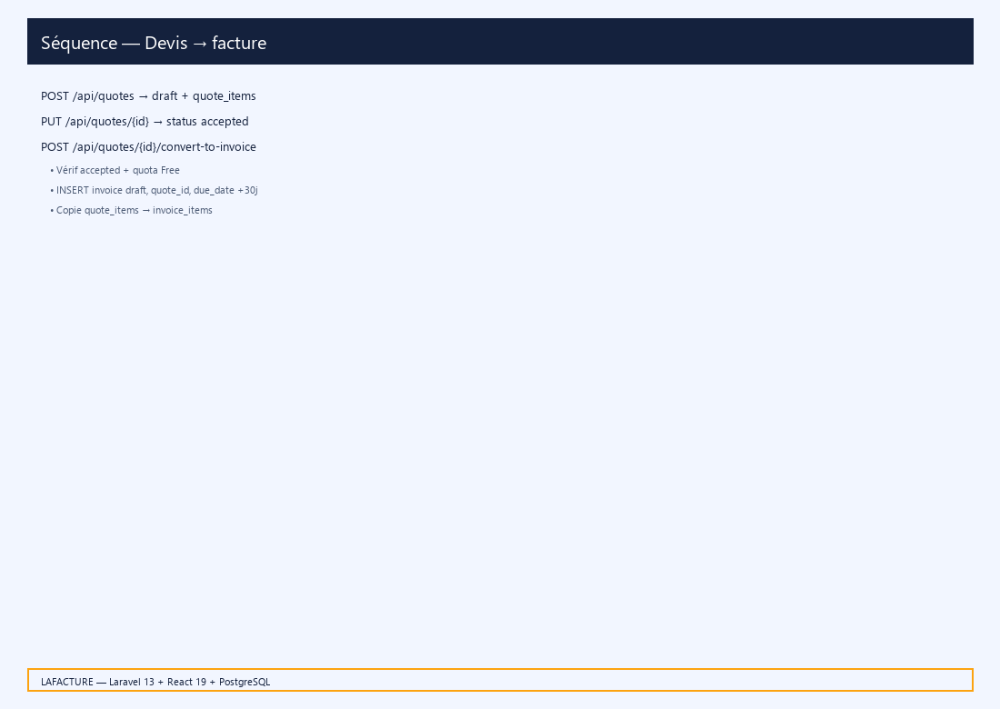 Séquence — Devis → facture
POST /api/quotes → draft + quote_items
PUT /api/quotes/{id} → status accepted
POST /api/quotes/{id}/convert-to-invoice
• Vérif accepted + quota Free
• INSERT invoice draft, quote_id, due_date +30j
• Copie quote_items → invoice_items
LAFACTURE — Laravel 13 + React 19 + PostgreSQL